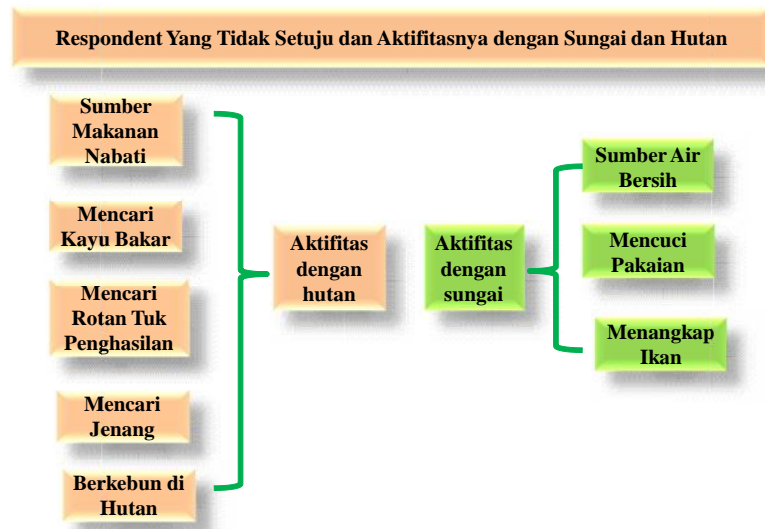 Respondent Yang Tidak Setuju dan Aktifitasnya dengan Sungai dan Hutan
Sumber
Makanan
Nabati
Mencari
Kayu Bakar
Mencari
Rotan Tuk
Penghasilan
Mencari
Jenang
Berkebun di
Hutan
Aktifitas
dengan
hutan
Aktifitas
dengan
sungai
Sumber Air
Bersih
Mencuci
Pakaian
Menangkap
Ikan